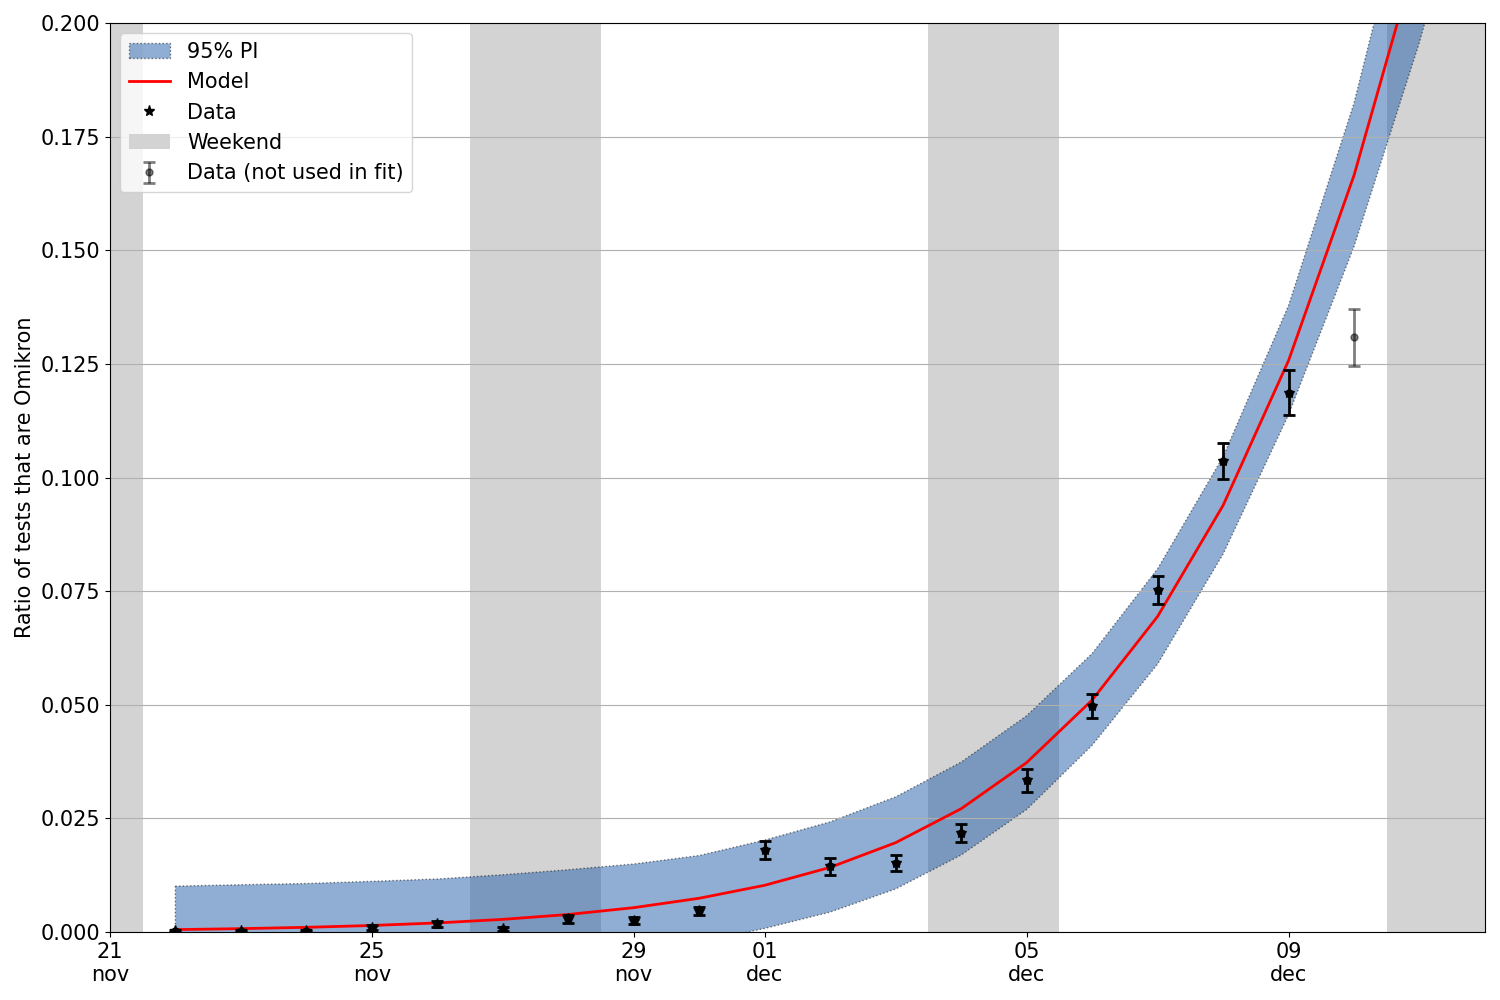 0.200
0.175
0.150
0.125
0.100
0.075
0.050
0.025
0.000
Ratio of tests that are Omikron
95% PI
Model
Data
Weekend
Data (not used in fit)
21 25 29 01 05 09
nov nov nov dec dec dec